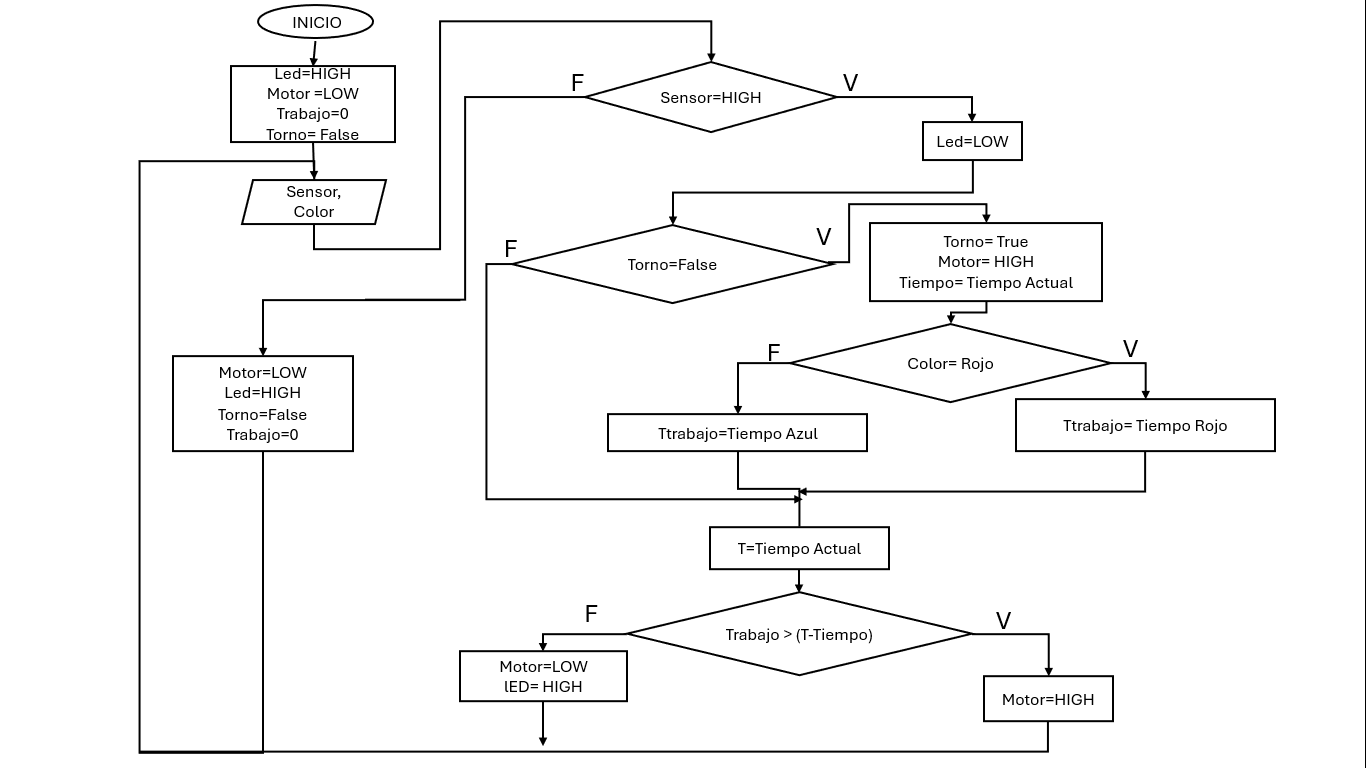 INICIO
Led=HIGH
Motor =LOW
Trabajo=0
Torno= False
Sensor,
Color
F
Sensor=HIGH
V
Led=LOW
F
Torno=False
V
Torno= True
Motor= HIGH
Tiempo= Tiempo Actual
F
Color= Rojo
V
Motor=LOW
Led=HIGH
Torno=False
Trabajo=0
Ttrabajo=Tiempo Azul
Ttrabajo= Tiempo Rojo
T=Tiempo Actual
F
Trabajo > (T-Tiempo)
V
Motor=LOW
lED= HIGH
Motor=HIGH